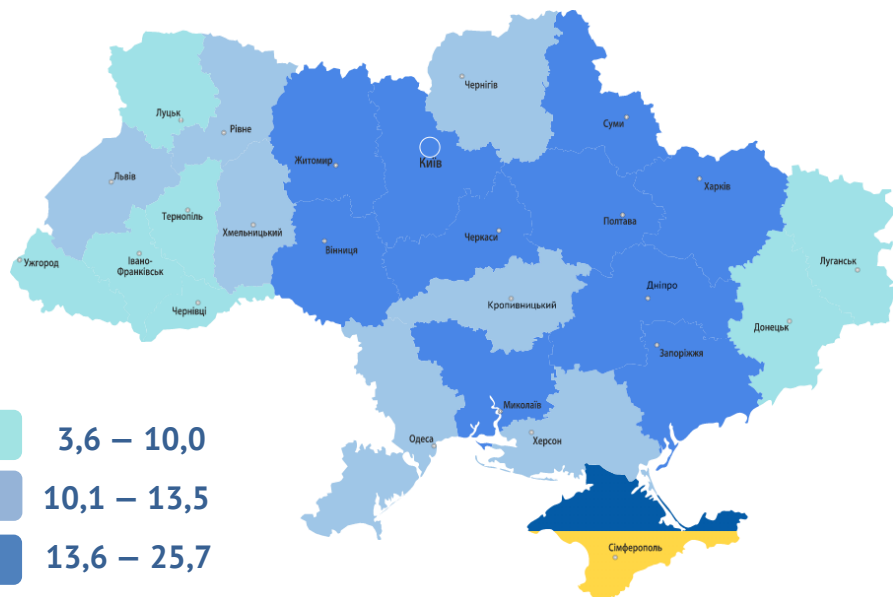 Чернігів
Луцьк
Рівне
Суми
Київ
Житомир
Львів
Харків
Тернопіль
Полтава
Хмельницький
Черкаси
Вінниця
Ужгород
Івано-
Франківськ
Луганськ
Дніпро
Чернівці
Кропивницький
Донецьк
Запоріжжя
Миколаїв
Одеса
Херсон
Сімферополь
3,6 — 10,0
10,1 — 13,5
13,6 — 25,7